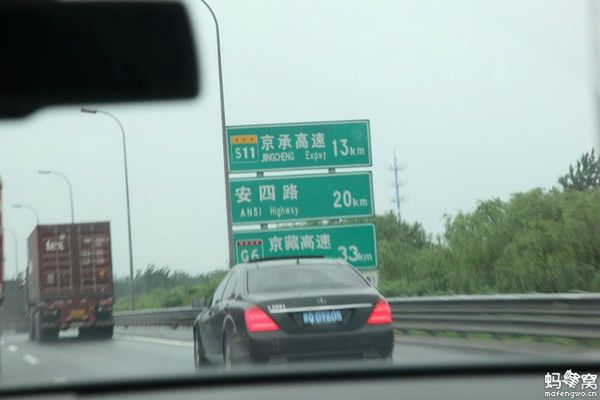 S11 京承高速 13km
JINGCHENG Expwy
安四路 20km
ANSI Highway
G6 京藏高速 33km
蚂蜂窝
mafengwo.cn